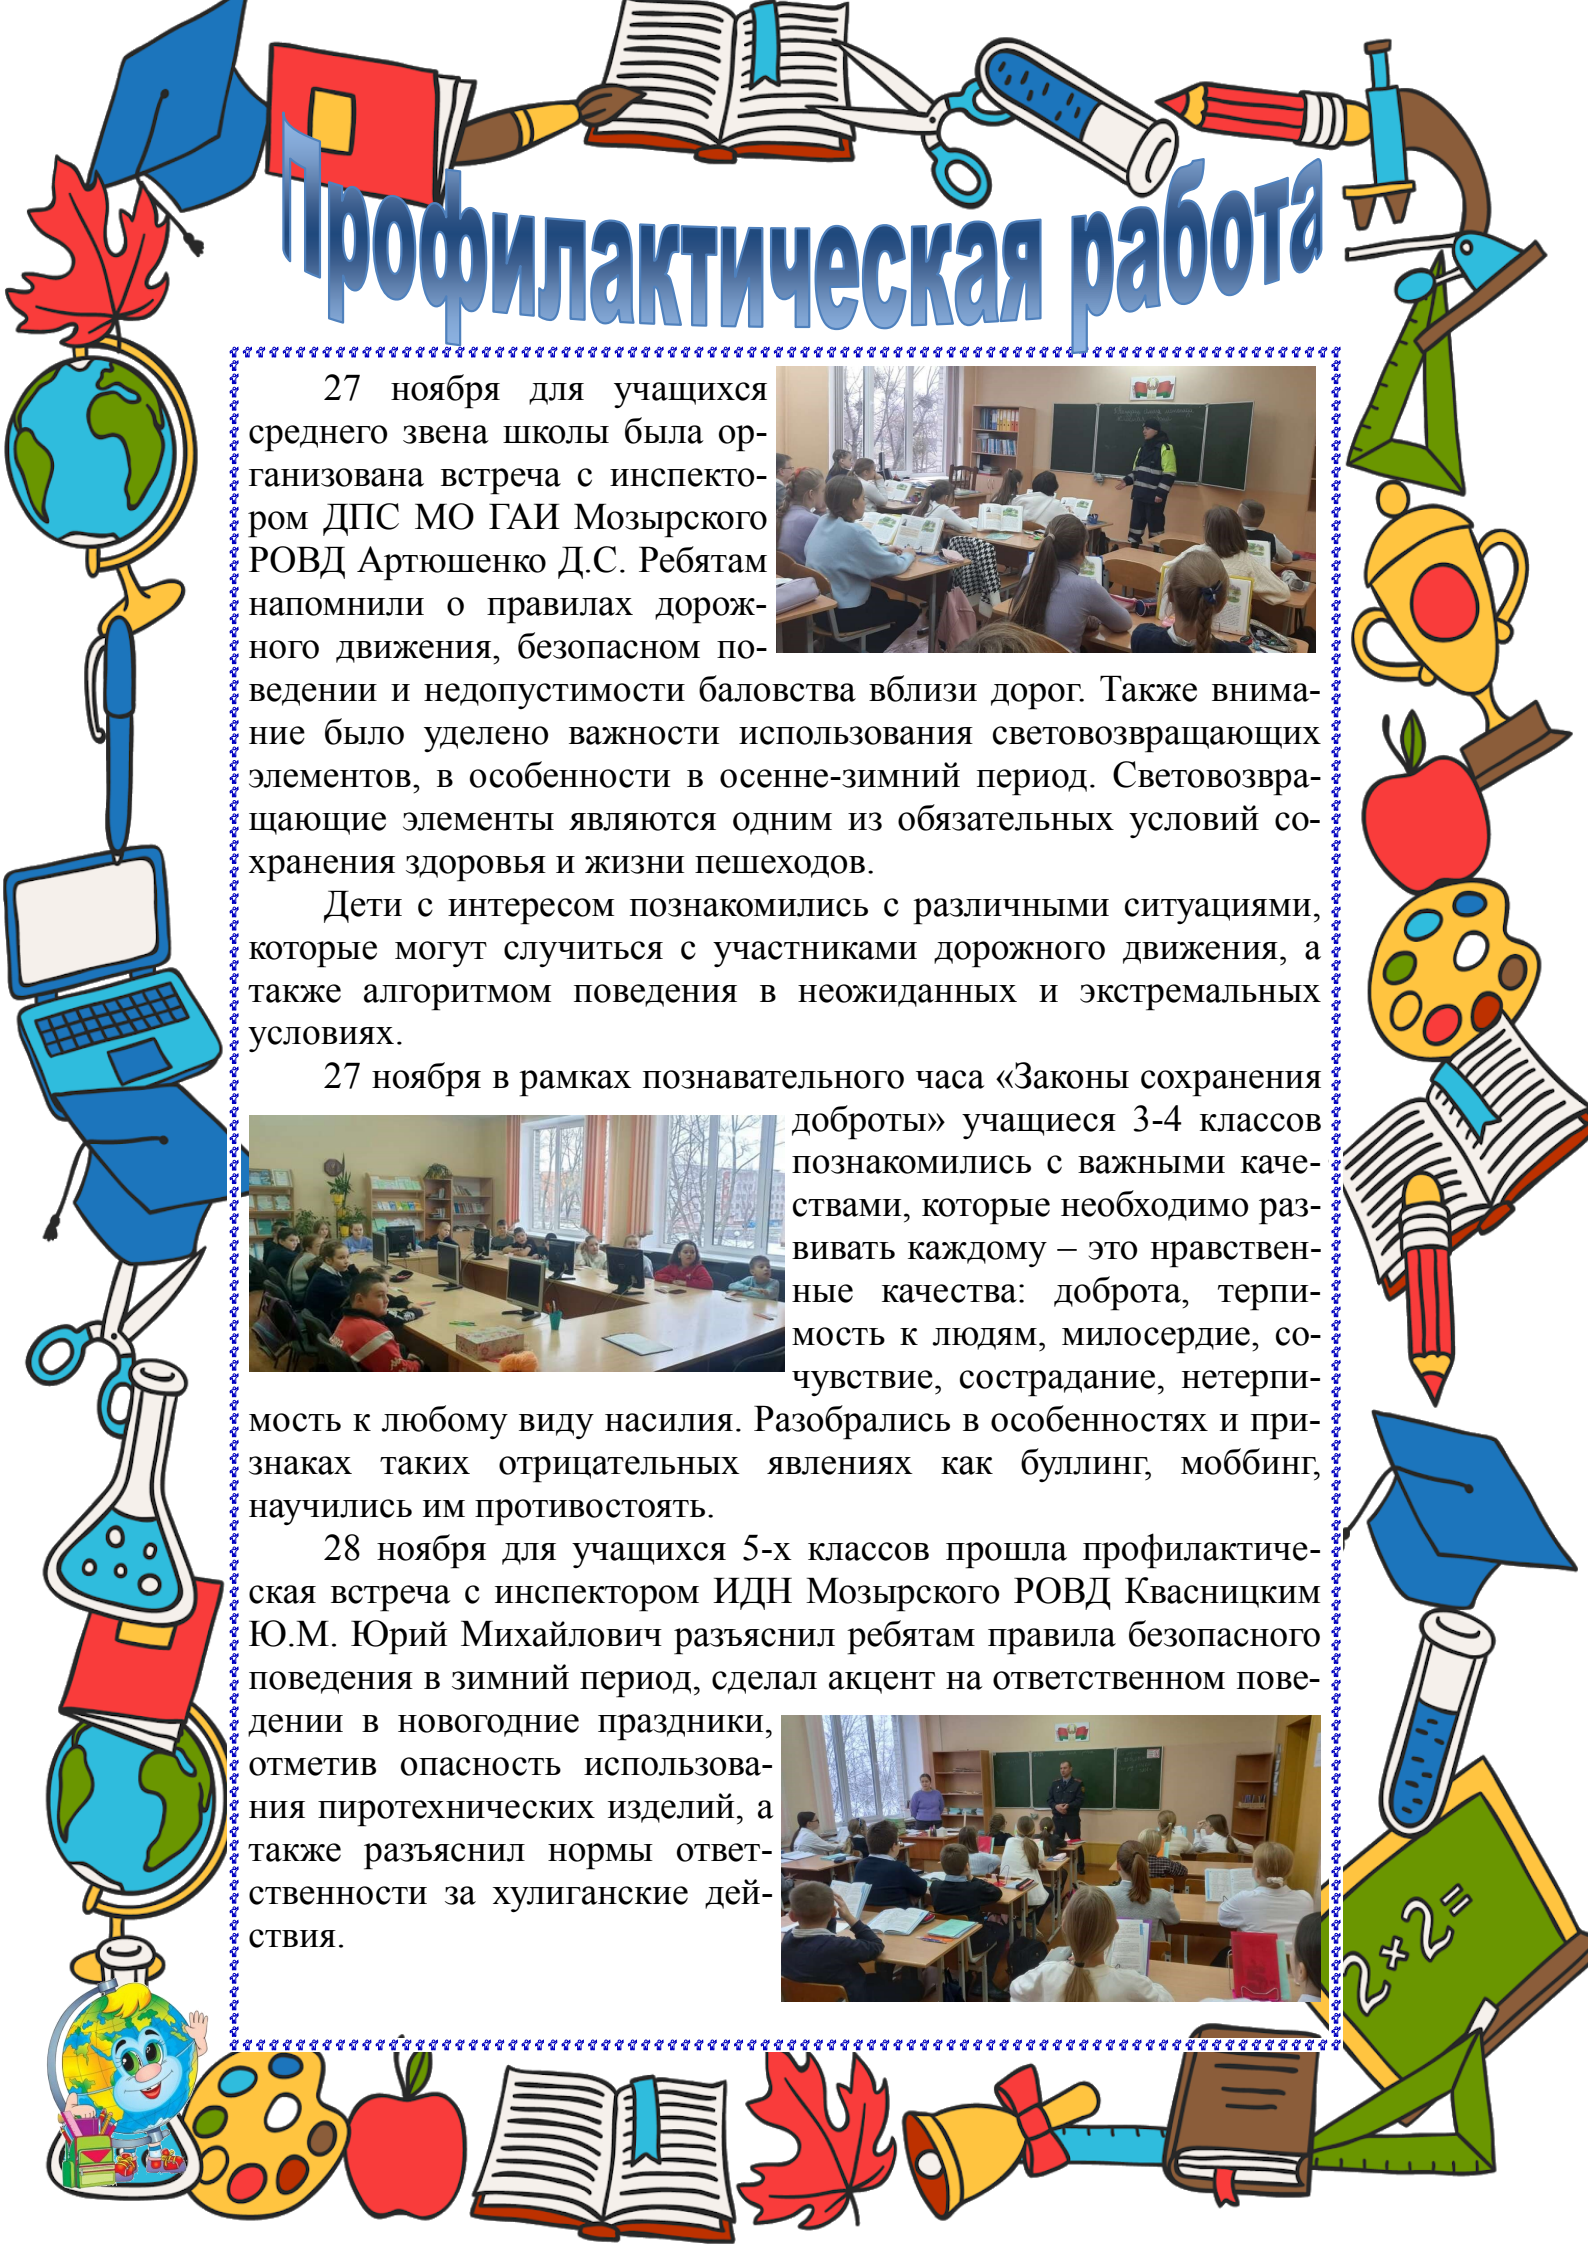 Профилактическая работа
27 ноября для учащихся
среднего звена школы была ор-
ганизована встреча с инспекто-
ром ДПС МО ГАИ Мозырского
РОВД Артюшенко Д.С. Ребятам
напомнили о правилах дорож-
ного движения, безопасном по-
ведении и недопустимости баловства вблизи дорог. Также внима-
ние было уделено важности использования световозвращающих
элементов, в особенности в осенне-зимний период. Световозвра-
щающие элементы являются одним из обязательных условий со-
хранения здоровья и жизни пешеходов.
Дети с интересом познакомились с различными ситуациями,
которые могут случиться с участниками дорожного движения, а
также алгоритмом поведения в неожиданных и экстремальных
условиях.
27 ноября в рамках познавательного часа «Законы сохранения
доброты» учащиеся 3-4 классов
познакомились с важными каче-
ствами, которые необходимо раз-
вивать каждому – это нравствен-
ные качества: доброта, терпи-
мость к людям, милосердие, со-
чувствие, сострадание, нетерпи-
мость к любому виду насилия. Разобрались в особенностях и при-
знаках таких отрицательных явлениях как буллинг, моббинг,
научились им противостоять.
28 ноября для учащихся 5-х классов прошла профилактиче-
ская встреча с инспектором ИДН Мозырского РОВД Квасницким
Ю.М. Юрий Михайлович разъяснил ребятам правила безопасного
поведения в зимний период, сделал акцент на ответственном пове-
дении в новогодние праздники,
отметив опасность использова-
ния пиротехнических изделий, а
также разъяснил нормы ответ-
ственности за хулиганские дей-
ствия.
2+2=